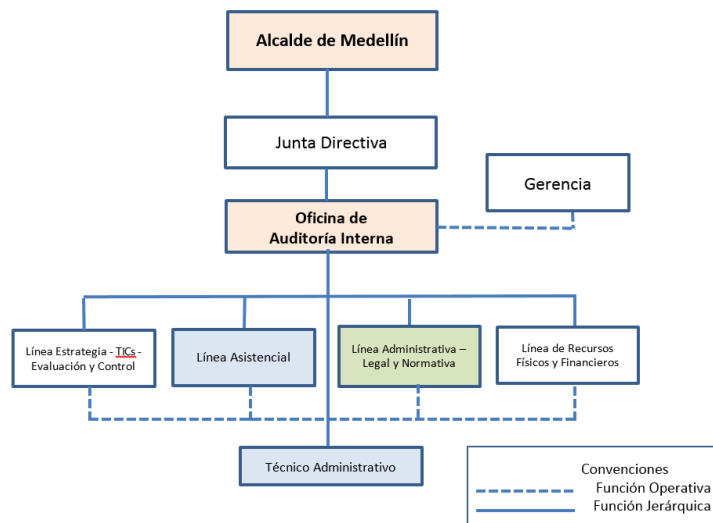 Alcalde de Medellín
Junta Directiva
Gerencia
Oficina de
Auditoría Interna
Línea Estrategia - TICs -
Evaluación y Control
Línea Asistencial
Línea Administrativa –
Legal y Normativa
Línea de Recursos
Físicos y Financieros
Técnico Administrativo
Convenciones
Función Operativa
Función Jerárquica